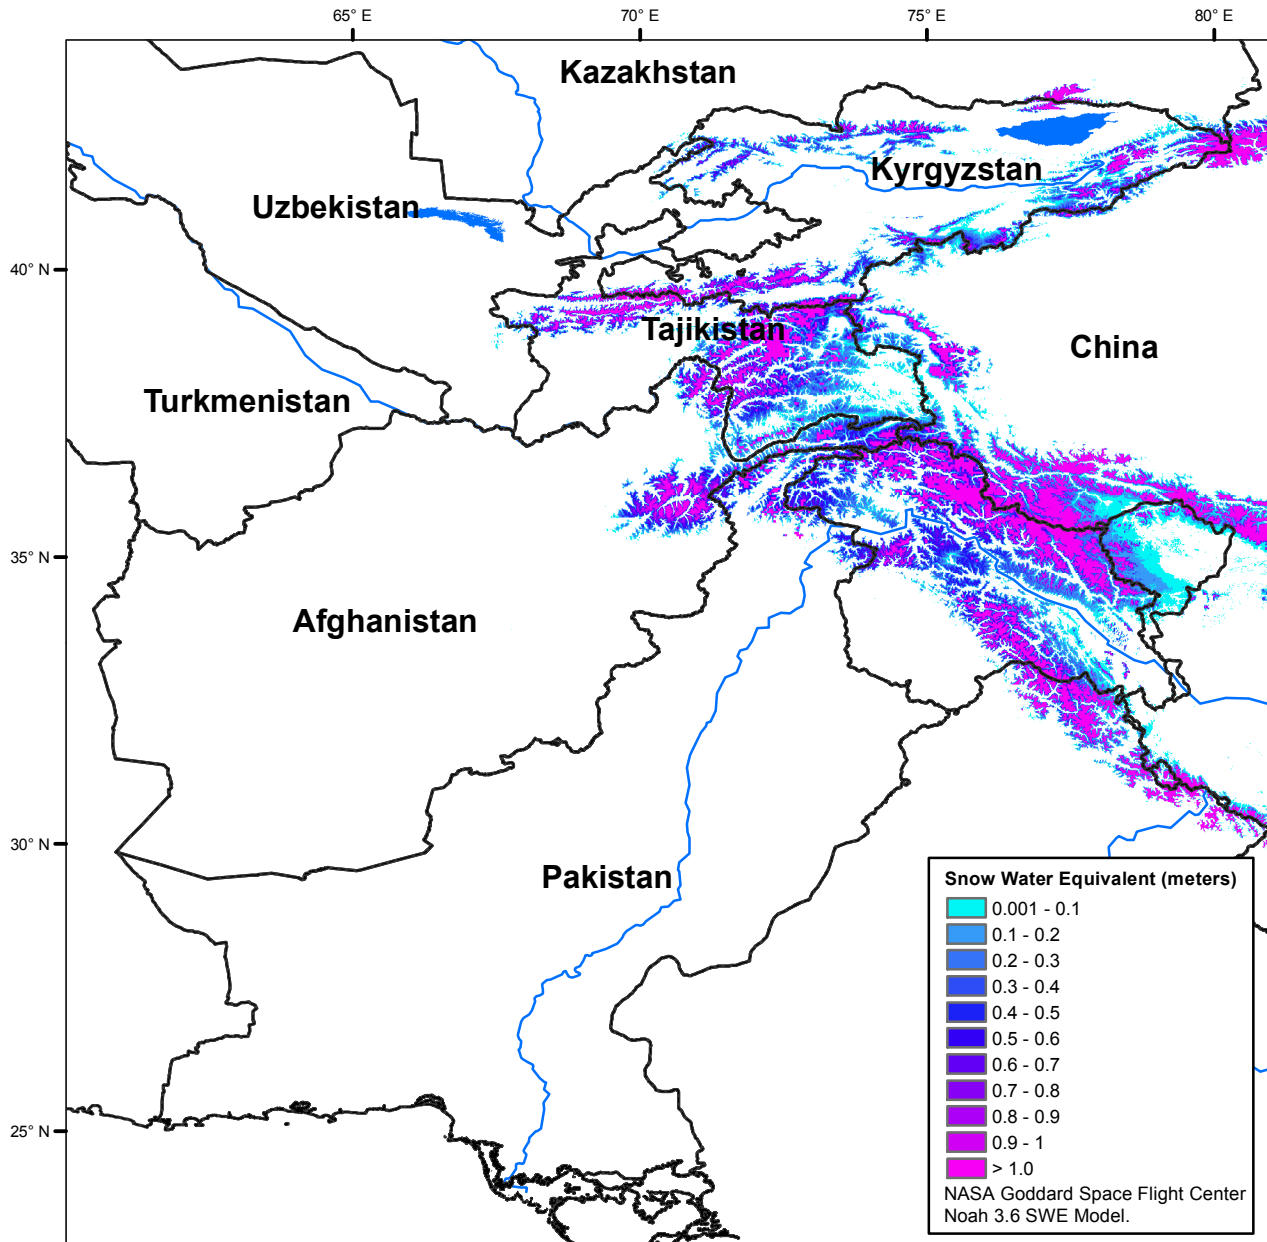 65° E
70° E
75° E
80° E
Kazakhstan
Kyrgyzstan
Uzbekistan
40° N
Tajikistan
China
Turkmenistan
35° N
Afghanistan
30° N
Pakistan
25° N
Snow Water Equivalent (meters)
0.001 - 0.1
0.1 - 0.2
0.2 - 0.3
0.3 - 0.4
0.4 - 0.5
0.5 - 0.6
0.6 - 0.7
0.7 - 0.8
0.8 - 0.9
0.9 - 1
> 1.0
NASA Goddard Space Flight Center
Noah 3.6 SWE Model.